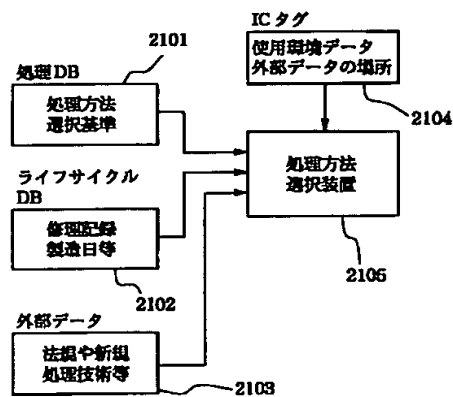 処理DB
2101
処理方法
選択基準
ICタグ
使用環境データ
外部データの場所
2104
処理方法
選択装置
2105
ライフサイクル
DB
修理記録
製造日等
2102
外部データ
法規や新規
処理技術等
2103